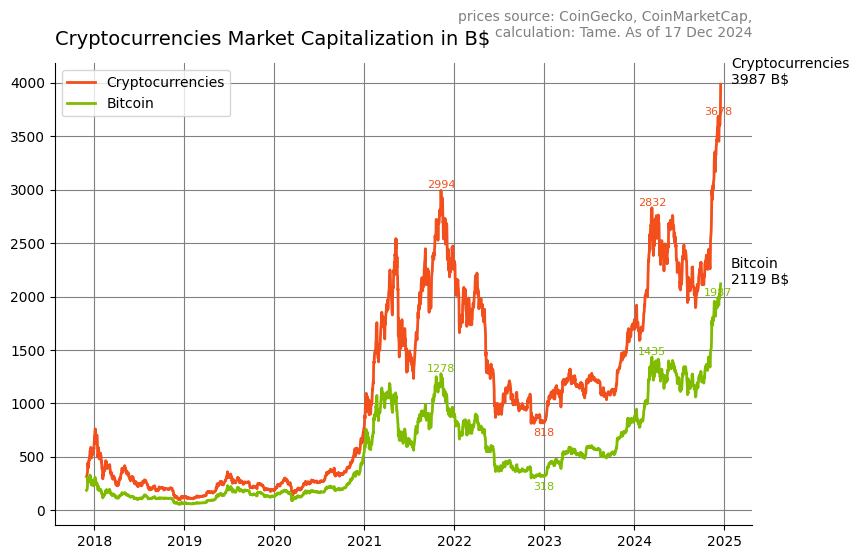 prices source: CoinGecko, CoinMarketCap,
calculation: Tame. As of 17 Dec 2024
Cryptocurrencies Market Capitalization in B$
Cryptocurrencies
3987 B$
Cryptocurrencies
Bitcoin
4000
3500
3000
2500
2000
1500
1000
500
0
3678
2994
2832
Bitcoin
2119 B$
1987
1435
1278
818
318
2018
2019
2020
2021
2022
2023
2024
2025